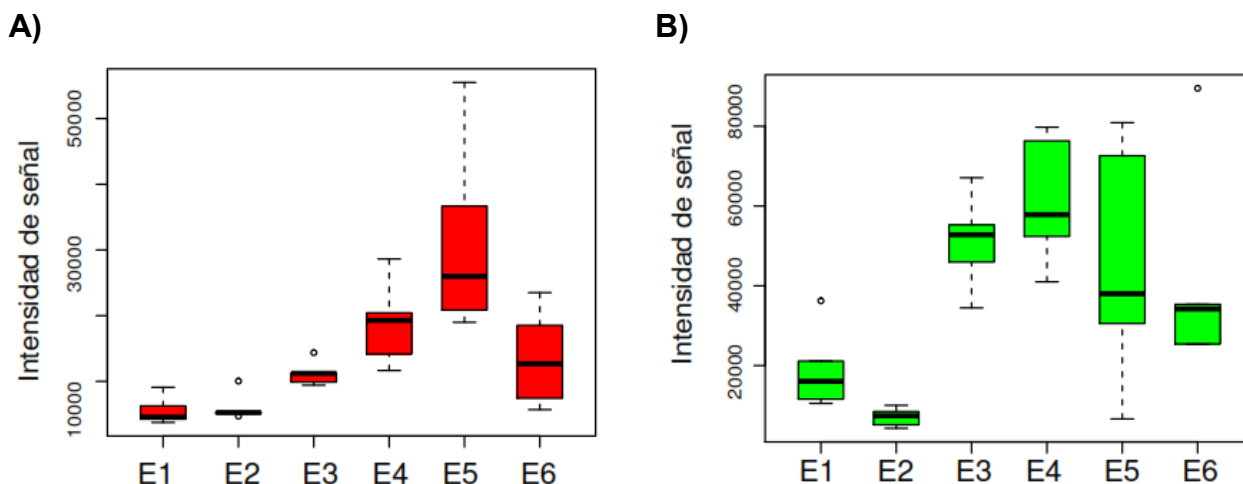 A)
Intensidad de señal
50000
30000
10000
E1 E2 E3 E4 E5 E6
B)
Intensidad de señal
80000
60000
40000
20000
E1 E2 E3 E4 E5 E6